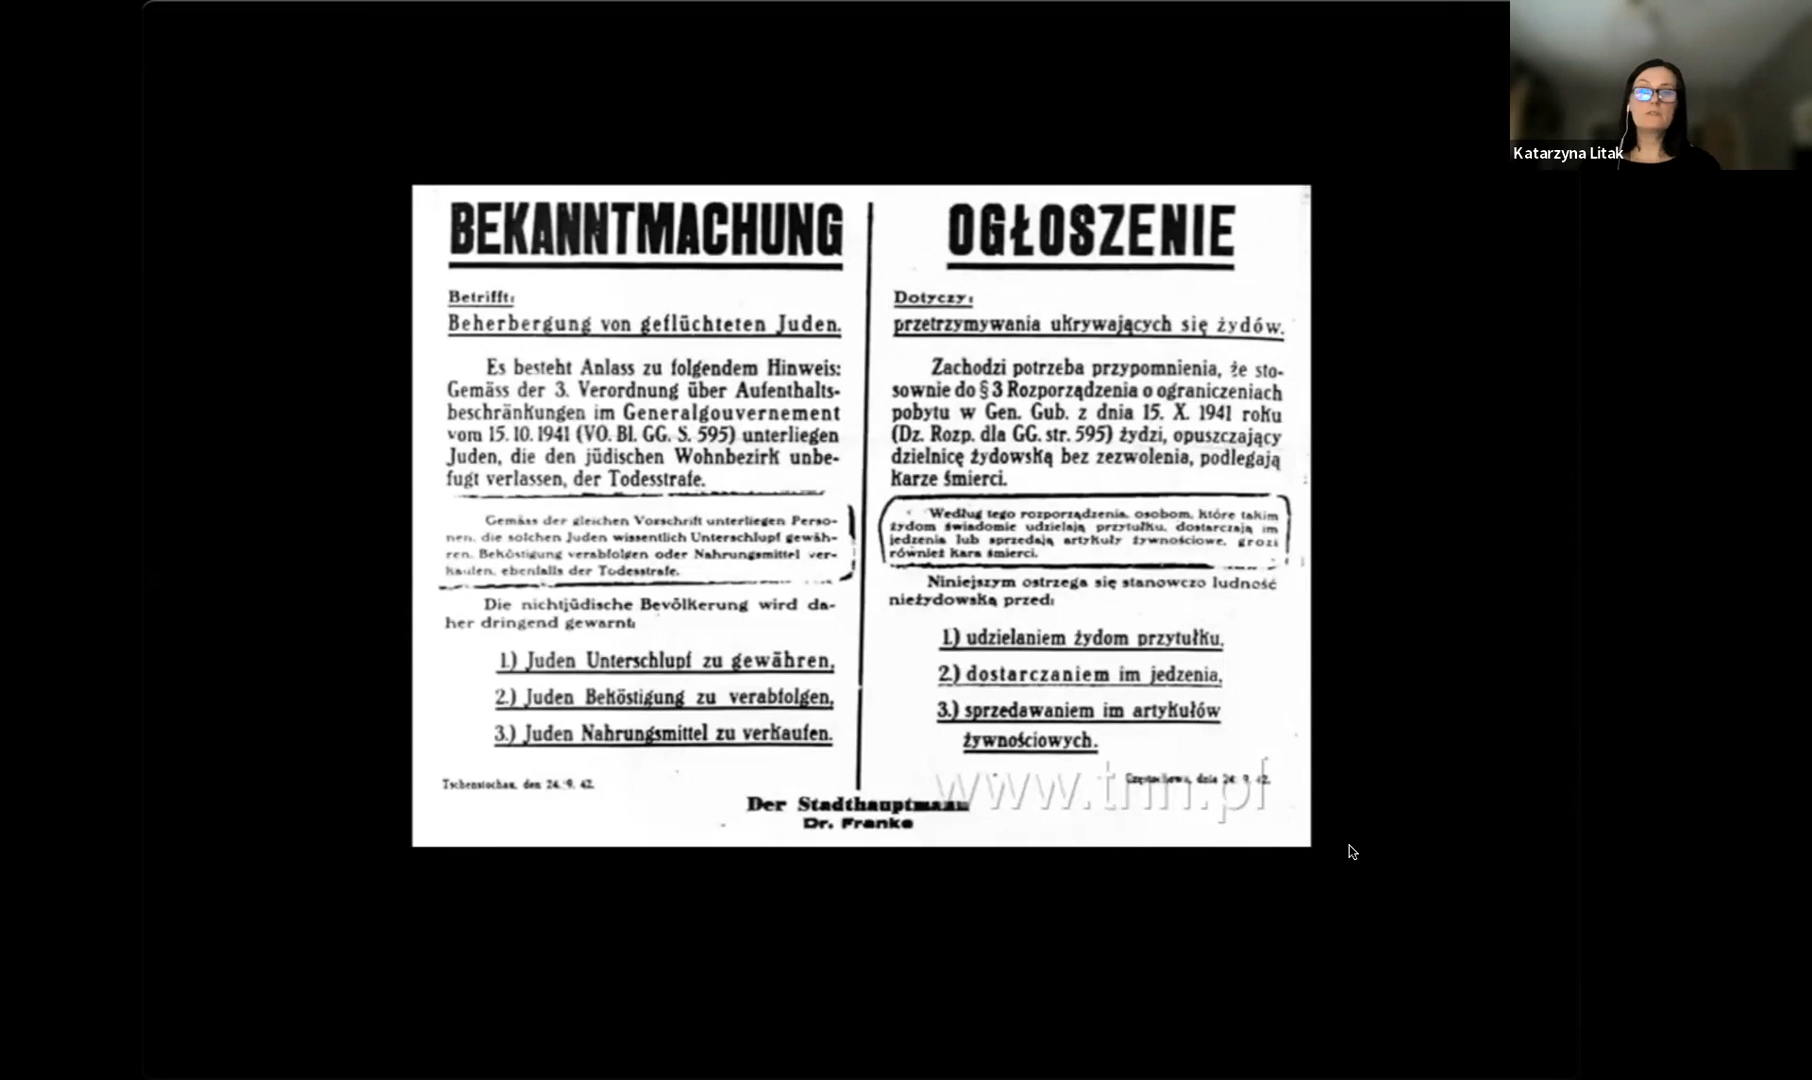 Katarzyna Litak
BEKANNTMACHUNG
Betrifft:
Beherbergung von geflüchteten Juden.
Es besteht Anlass zu folgendem Hinweis:
Gemäss der 3. Verordnung über Aufenthalts-
beschränkungen im Generalgouvernement
vom 15. 10. 1941 (VO. Bl. GG. S. 595) unterliegen
Juden, die den jüdischen Wohnbezirk unbe-
fugt verlassen, der Todesstrafe.
Gemäss der gleichen Vorschrift unterliegen Perso-
nen, die solchen Juden wissentlich Unterschlupf gewäh-
ren, Beköstigung verabfolgen oder Nahrungsmittel ver-
kaufen, ebenfalls der Todesstrafe.
Die nichtjüdische Bevölkerung wird da-
her dringend gewarnt:
1.) Juden Unterschlupf zu gewähren,
2.) Juden Beköstigung zu verabfolgen,
3.) Juden Nahrungsmittel zu verkaufen.
Tschenstochau, den 24. 9. 42.
OGŁOSZENIE
Dotyczy:
przetrzymywania ukrywających się żydów.
Zachodzi potrzeba przypomnienia, że sto-
sownie do § 3 Rozporządzenia o ograniczeniach
pobytu w Gen. Gub. z dnia 15. X. 1941 roku
(Dz. Rozp. dla GG. str. 595) żydzi, opuszczający
dzielnicę żydowską bez zezwolenia, podlegają
karze śmierci.
Według tego rozporządzenia, osobom, które takim
żydom świadomie udzielają przytułku, dostarczają im
jedzenia lub sprzedają artykuły żywnościowe, grozi
również kara śmierci.
Niniejszym ostrzega się stanowczo ludność
nieżydowską przed:
1.) udzielaniem żydom przytułku,
2.) dostarczaniem im jedzenia,
3.) sprzedawaniem im artykułów
żywnościowych.
Częstochowa, dnia 24. 9. 42.
Der Stadthauptmann
Dr. Franke